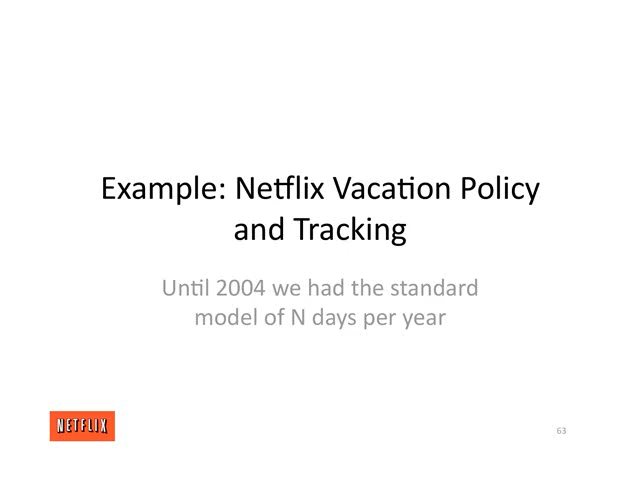 Example: Netflix Vacation Policy
and Tracking
Until 2004 we had the standard
model of N days per year
NETFLIX
63